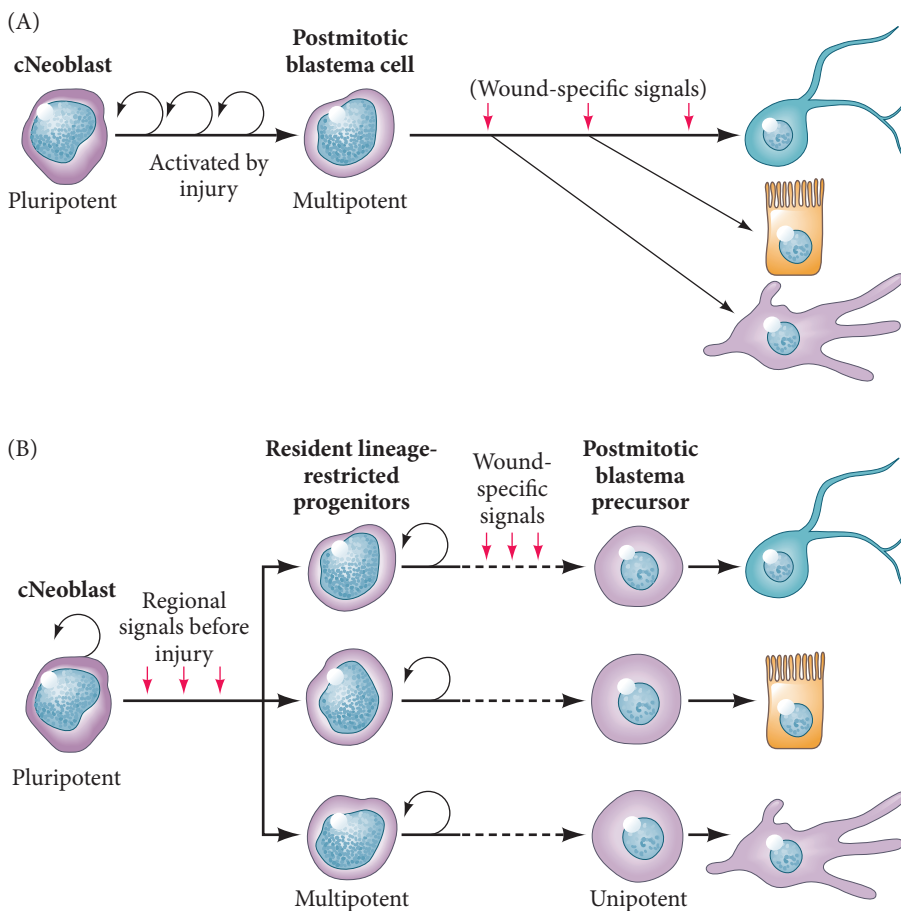 (A)
cNeoblast
Postmitotic
blastema cell
(Wound-specific signals)
Activated by
injury
Pluripotent
Multipotent
(B)
Resident lineage-
restricted
progenitors
Wound-
specific
signals
Postmitotic
blastema
precursor
cNeoblast
Regional
signals before
injury
Pluripotent
Multipotent
Unipotent